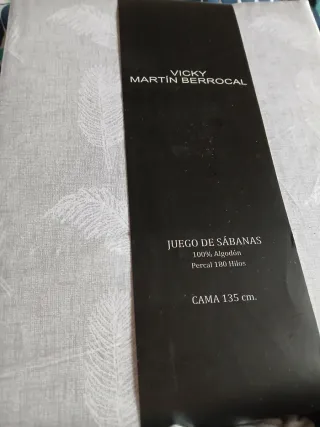 VICKY
MARTÍN BERROCAL
JUEGO DE SÁBANAS
100% Algodón
Percal 180 Hilos
CAMA 135 cm.